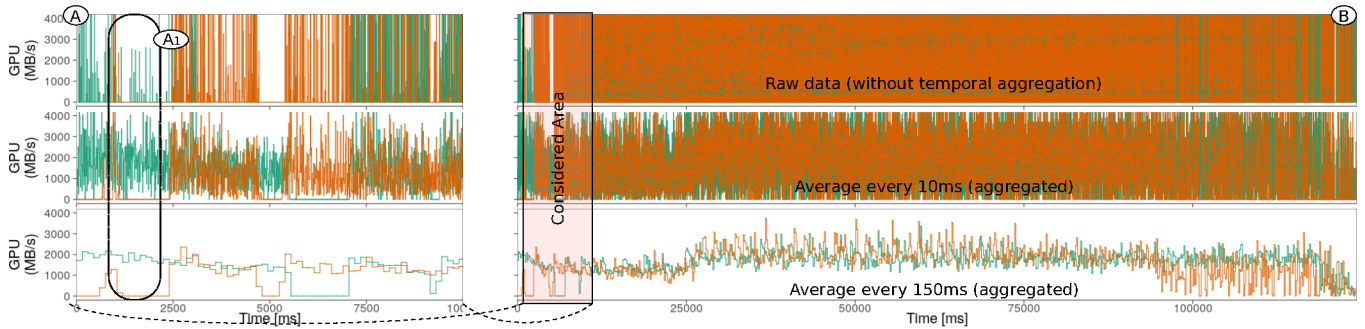 A
A1
B
GPU
(MB/s)
4000
3000
2000
1000
0
Raw data (without temporal aggregation)
GPU
(MB/s)
4000
3000
2000
1000
0
Considered Area
Average every 10ms (aggregated)
GPU
(MB/s)
4000
3000
2000
1000
0
Average every 150ms (aggregated)
0
2500
5000
7500
100
25000
50000
75000
100000
Time [ms]
Time [ms]